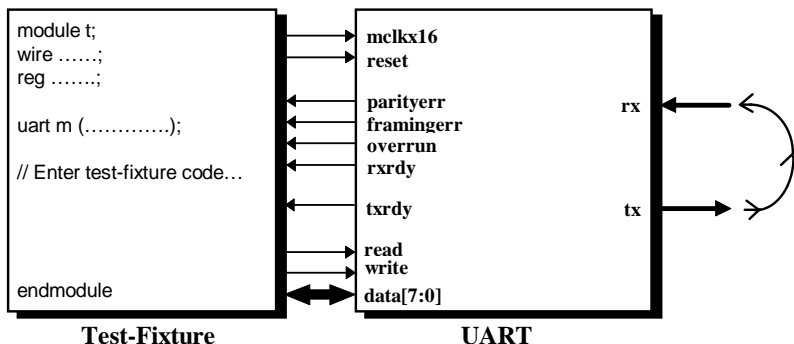 module t;
wire ……;
reg …….;
uart m (………….);
// Enter test-fixture code…
endmodule
mclkx16
reset
parityerr
framingerr
overrun
rxrdy
txrdy
read
write
data[7:0]
rx
tx
Test-Fixture
UART